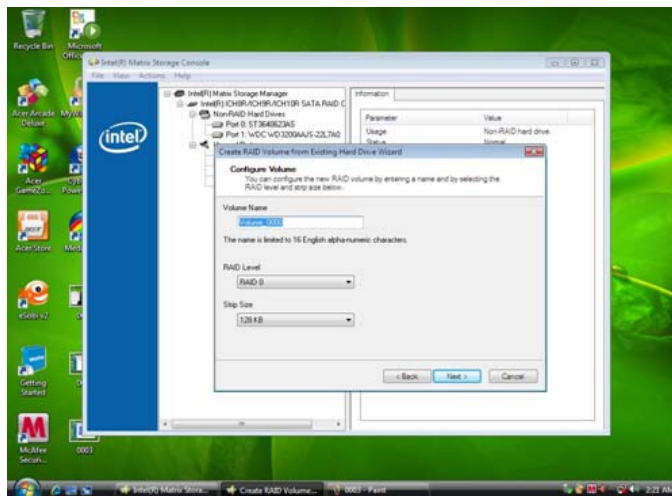 Recycle Bin
Microsoft
Intel(R) Matrix Storage Console
File View Actions Help
Intel(R) Matrix Storage Manager
Intel(R) ICH8R/ICH9R/ICH10R SATA RAID C
Non-RAID Hard Drives
Port 0: ST3640623AS
Port 1: WDC WD3200AAJS-22L7A0
Information
Parameter Value
Usage Non-RAID hard drive
Status Normal
intel
Acer Arcade
Deluxe
Acer
GameZo...
Acer Store
eSobi v2
Getting
Started
McAfee
Securi...
0003
Create RAID Volume from Existing Hard Drive Wizard
Configure Volume
You can configure the new RAID volume by entering a name and by selecting the
RAID level and strip size below.
Volume Name
Volume_0000
The name is limited to 16 English alpha-numeric characters.
RAID Level
RAID 0
Strip Size
128 KB
< Back
Next >
Cancel
Intel(R) Matrix Stora...
Create RAID Volume...
0003 - Paint
2:21 AM